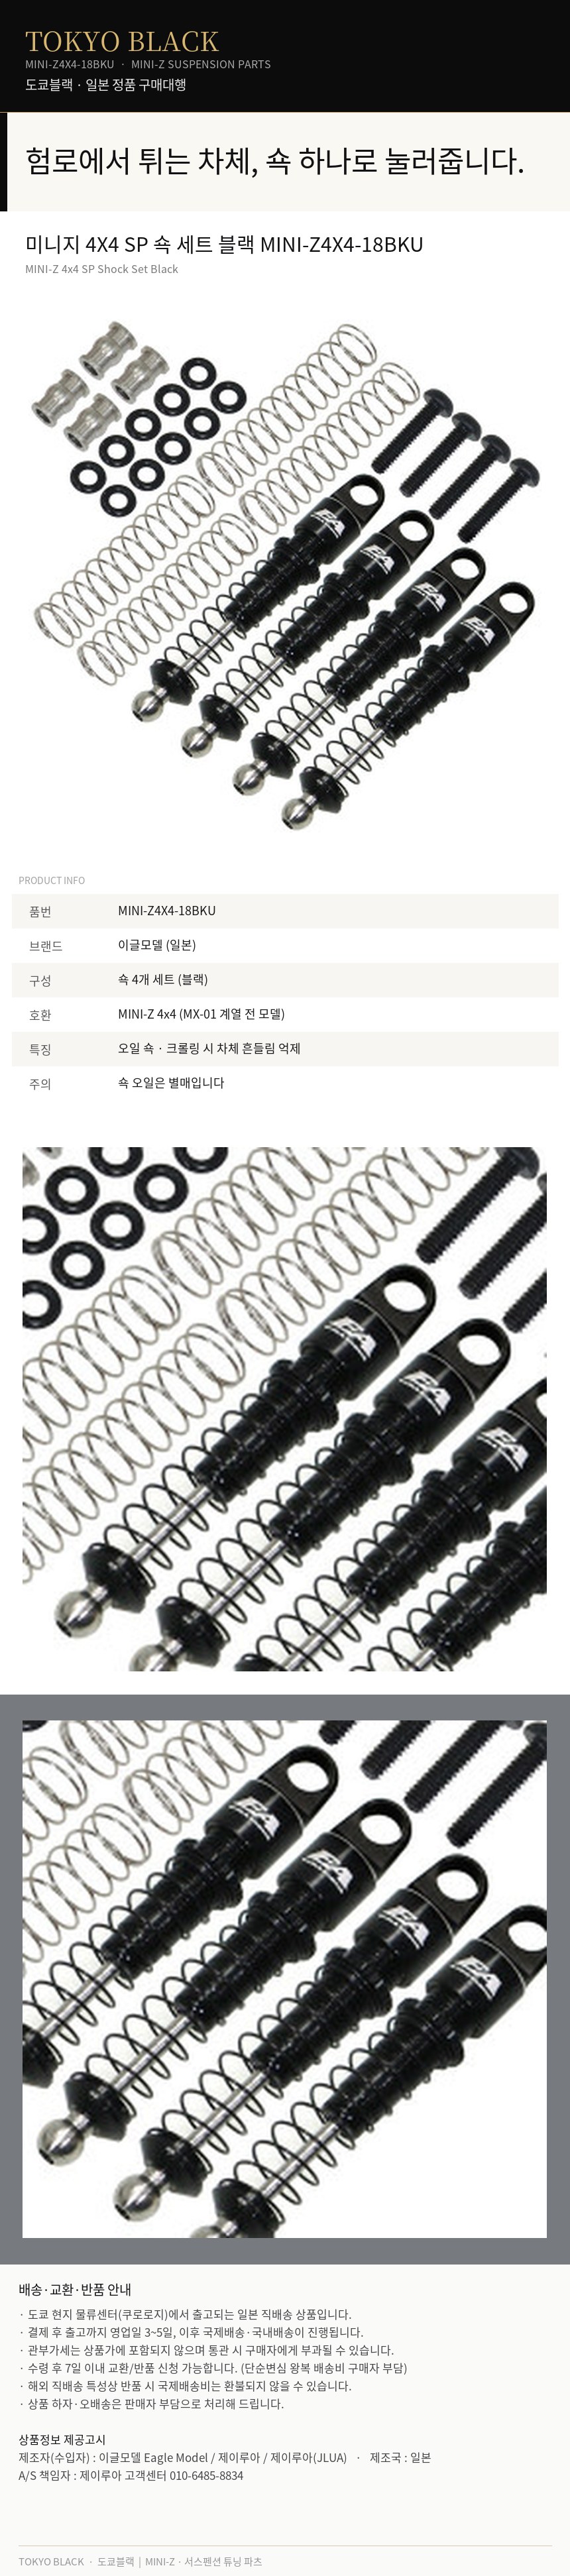 TOKYO BLACK
MINI-Z4X4-18BKU · MINI-Z SUSPENSION PARTS
도쿄블랙 · 일본 정품 구매대행
험로에서 튀는 차체, 쇽 하나로 눌러줍니다.
미니지 4X4 SP 쇽 세트 블랙 MINI-Z4X4-18BKU
MINI-Z 4x4 SP Shock Set Black
PRODUCT INFO
품번 MINI-Z4X4-18BKU
브랜드 이글모델 (일본)
구성 쇽 4개 세트 (블랙)
호환 MINI-Z 4x4 (MX-01 계열 전 모델)
특징 오일 쇽 · 크롤링 시 차체 흔들림 억제
주의 쇽 오일은 별매입니다
배송·교환·반품 안내
· 도쿄 현지 물류센터(쿠로로지)에서 출고되는 일본 직배송 상품입니다.
· 결제 후 출고까지 영업일 3~5일, 이후 국제배송·국내배송이 진행됩니다.
· 관부가세는 상품가에 포함되지 않으며 통관 시 구매자에게 부과될 수 있습니다.
· 수령 후 7일 이내 교환/반품 신청 가능합니다. (단순변심 왕복 배송비 구매자 부담)
· 해외 직배송 특성상 반품 시 국제배송비는 환불되지 않을 수 있습니다.
· 상품 하자·오배송은 판매자 부담으로 처리해 드립니다.
상품정보 제공고시
제조자(수입자) : 이글모델 Eagle Model / 제이루아 / 제이루아(JLUA) · 제조국 : 일본
A/S 책임자 : 제이루아 고객센터 010-6485-8834
TOKYO BLACK · 도쿄블랙 | MINI-Z · 서스펜션 튜닝 파츠